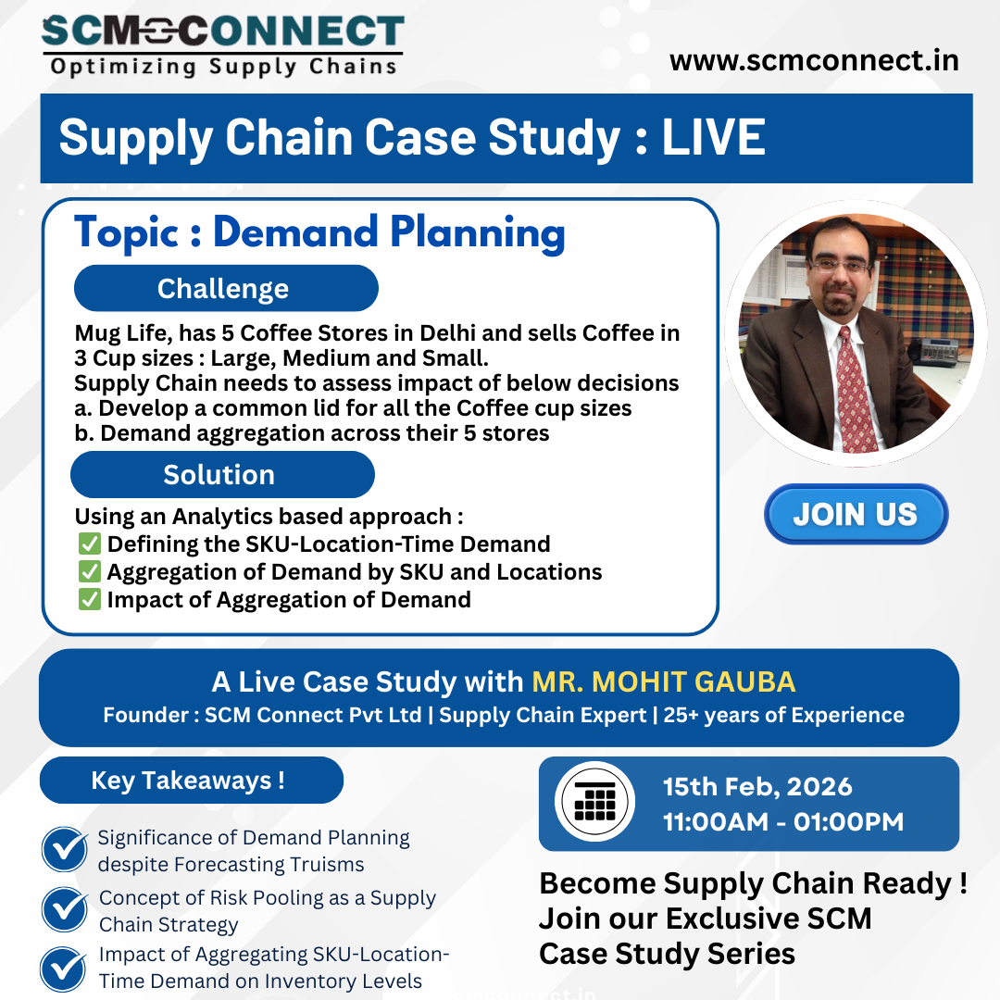 SCM CONNECT
Optimizing Supply Chains
www.scmconnect.in
Supply Chain Case Study : LIVE
Topic : Demand Planning
Challenge
Mug Life, has 5 Coffee Stores in Delhi and sells Coffee in
3 Cup sizes : Large, Medium and Small.
Supply Chain needs to assess impact of below decisions
a. Develop a common lid for all the Coffee cup sizes
b. Demand aggregation across their 5 stores
Solution
Using an Analytics based approach :
✅ Defining the SKU-Location-Time Demand
✅ Aggregation of Demand by SKU and Locations
✅ Impact of Aggregation of Demand
JOIN US
A Live Case Study with MR. MOHIT GAUBA
Founder : SCM Connect Pvt Ltd | Supply Chain Expert | 25+ years of Experience
Key Takeaways !
Significance of Demand Planning
despite Forecasting Truisms
Concept of Risk Pooling as a Supply
Chain Strategy
Impact of Aggregating SKU-Location-
Time Demand on Inventory Levels
15th Feb, 2026
11:00AM - 01:00PM
Become Supply Chain Ready !
Join our Exclusive SCM
Case Study Series